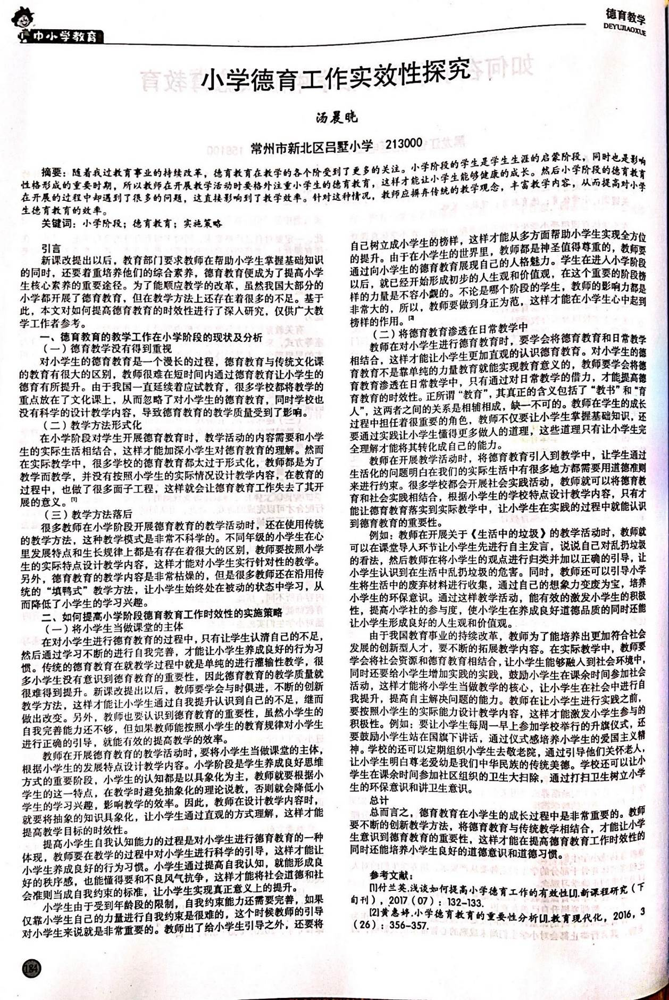 中小学教育
德育教学
DEYUJIAOXUE
小学德育工作实效性探究
汤晨晓
常州市新北区吕墅小学 213000
摘要：随着我过教育事业的持续改革，德育教育在教学的各个阶受到了更多的关注。小学阶段的学生是学生生涯的启蒙阶段，同时也是影响
性格形成的重要时期，所以教师在开展教学活动时要格外注重小学生的德育教育，这样才能让小学生能够健康的成长。然后小学阶段的德育教育
在开展的过程中却遇到了很多的问题，这直接影响到了教学效率。针对这种情况，教师应摒弃传统的教学观念，丰富教学内容，从而提高对小学
生德育教育的效率。
关键词：小学阶段；德育教育；实施策略
引言
新课改提出以后，教育部门要求教师在帮助小学生掌握基础知识
的同时，还要着重培养他们的综合素养，德育教育便成为了提高小学
生核心素养的重要途径。为了能顺应教学的改革，虽然我国大部分的
小学都开展了德育教育，但在教学方法上还存在着很多的不足。基于
此，本文对如何提高德育教育的时效性进行了深入研究，仅供广大教
学工作者参考。
一、德育教育的教学工作在小学阶段的现状及分析
（一）德育教学没有得到重视
对小学生的德育教育是一个漫长的过程，德育教育与传统文化课
的教育有很大的区别，教师很难在短时间内通过德育教育让小学生的
德育有所提升。由于我国一直延续着应试教育，很多学校都将教学的
重点放在了文化课上，从而忽略了对小学生的德育教育，同时学校也
没有科学的设计教学内容，导致德育教育的教学质量受到了影响。
（二）教学方法形式化
在小学阶段对学生开展德育教育时，教学活动的内容需要和小学
生的实际生活相结合，这样才能加深小学生对德育教育的理解。然而
在实际教学中，很多学校的德育教育都太过于形式化，教师都是为了
教学而教学，并没有按照小学生的实际情况设计教学内容，在教育的
过程中，也做了很多面子工程，这样就会让德育教育工作失去了其开
展的意义。[1]
（三）教学方法落后
很多教师在小学阶段开展德育教育的教学活动时，还在使用传统
的教学方法，这种教学模式是非常不科学的。不同年级的小学生在心
里发展特点和生长规律上都是有存在着很大的区别，教师要按照小学
生的实际特点设计教学内容，这样才能对小学生实行针对性的教学。
另外，德育教育的教学内容是非常枯燥的，但是很多教师还在沿用传
统的“填鸭式”教学方法，让小学生始终处在被动的状态中学习，从
而降低了小学生的学习兴趣。
二、如何提高小学阶段德育教育工作时效性的实施策略
（一）将小学生当做课堂的主体
在对小学生进行德育教育的过程中，只有让学生认清自己的不足，
然后通过学习不断的进行自我完善，才能让小学生养成良好的行为习
惯。传统的德育教育在就教学过程中就是单纯的进行灌输性教学，很
多小学生没有意识到德育教育的重要性，因此德育教育的教学质量就
很难得到提升。新课改提出以后，教师要学会与时俱进，不断的创新
教学方法，这样才能让小学生通过自我提升认识到自己的不足，继而
做出改变。另外，教师也要认识到德育教育的重要性，虽然小学生的
自我完善能力还不够，但如果教师能按照小学生的教育规律对小学生
进行正确的引导，就能有效的提高教学的效率。
教师在开展德育教育的教学活动时，要将小学生当做课堂的主体，
根据小学生的发展特点设计教学内容。小学阶段是学生养成良好思维
方式的重要阶段，小学生的认知都是以具象化为主，教师就要根据小
学生的这一特点，在教学时避免抽象化的理论说教，否则就会降低小
学生的学习兴趣，影响教学的效率。因此，教师在设计教学内容时，
就要将抽象的知识具象化，让小学生通过直观的方式理解，这样才能
提高教学目标的时效性。
提高小学生自我认知能力的过程是对小学生进行德育教育的一种
体现，教师要在教学的过程中对小学生进行科学的引导，这样才能让
小学生养成良好的行为习惯。小学生通过提高自我认知，就能形成良
好的秩序感，也能懂得要和不良风气抗争，这样才能将社会道德和社
会准则当成自我约束的标准，让小学生实现真正意义上的提升。
小学生由于受到年龄段的限制，自我约束能力还需要完善，如果
仅靠小学生自己的力量进行自我约束是很难的，这个时候教师的引导
对小学生来说就是非常重要的。教师出了给小学生引导之外，还要将
自己树立成小学生的榜样，这样才能从多方面帮助小学生实现全方位
的提升。由于在小学生的世界里，教师都是神圣值得尊重的，教师要
通过向小学生的德育教育展现自己的人格魅力。学生在进入小学阶段
以后，就已经开始形成初步的人生观和价值观，在这个重要的阶段榜
样的力量是不容小觑的。不论是哪个阶段的学生，教师的影响力都是
非常大的，所以，教师要做到身正为范，这样才能在小学生心中起到
榜样的作用。[2]
（二）将德育教育渗透在日常教学中
教师在对小学生进行德育教育时，要学会将德育教育和日常教学
相结合，这样才能让小学生更加直观的认识德育教育。对小学生的德
育教育不是靠单纯的力量教育就能实现教育意义的，教师要学会将德
育教育渗透在日常教学中，只有通过对日常教学的借力，才能提高德
育教育的时效性。正所谓“教育”，其真正的含义包括了“教书”和“育
人”，这两者之间的关系是相辅相成，缺一不可的。教师在学生的成长
过程中担任着很重要的角色，教师不仅要让小学生掌握基础知识，还
要通过实践让小学生懂得更多做人的道理，这些道理只有让小学生完
全理解才能将其转化成自己的能力。
教师在开展教学活动时，将德育教育引入到教学中，让学生通过
生活化的问题明白在我们的实际生活中有很多地方都需要用道德准则
来进行约束。很多学校都会开展社会实践活动，教师就可以将德育教
育和社会实践相结合，根据小学生的学校特点设计教学内容，只有才
能让德育教育落实到实际教学中，让小学生在实践的过程中就能认识
到德育教育的重要性。
例如：教师在开展关于《生活中的垃圾》的教学活动时，教师就
可以在课堂导入环节让小学生先进行自主发言，说说自己对乱扔垃圾
的看法，然后教师在将小学生的观点进行归类并加以正确的引导，让
小学生认识到在生活中乱扔垃圾的危害。同时，教师还可以引导小学
生将生活中的废弃材料进行收集，通过自己的想象力变废为宝，培养
小学生的环保意识。通过这样教学活动，能有效的激发小学生的积极
性，提高小学社的参与度，使小学生在养成良好道德品质的同时还能
让小学生形成良好的人生观和价值观。
由于我国教育事业的持续改革，教师为了能培养出更加符合社会
发展的创新型人才，要不断的拓展教学内容。在实际教学中，教师要
学会将社会资源和德育教育相结合，让小学生能够融入到社会环境中，
同时还要给小学生增加实践的实践，鼓励小学生在课余时间参加社会
活动，这样才能将小学生当做教学的核心，让小学生在社会中进行自
我提升，提高自主解决问题的能力。教师在让小学生进行实践之前，
要按照小学生的实际能力设计教学内容，这样才能激发小学生参与的
积极性。例如：要让小学生每周一早上参加学校举行的升旗仪式，还
要鼓励小学生站在国旗下讲话，通过仪式感培养小学生的爱国主义精
神。学校的还可以定期组织小学生去敬老院，通过引导他们关怀老人，
让小学生明白尊老爱幼是我们中华民族的传统美德。学校还可以让小
学生在课余时间参加社区组织的卫生大扫除，通过打扫卫生树立小学
生的环保意识和讲卫生意识。
总计
总而言之，德育教育在小学生的成长过程中是非常重要的。教师
要不断的创新教学方法，将德育教育与传统教学相结合，才能让小学
生意识到德育教育的重要性，这样才能在提高德育教育工作时效性的
同时还能培养小学生良好的道德意识和道德习惯。
参考文献：
[1]付兰英.浅谈如何提高小学德育工作的有效性[J].新课程研究（下
旬刊），2017（07）：132-133.
[2]黄惠婷.小学德育教育的重要性分析[J].教育现代化，2016，3
（26）：356-357.
184